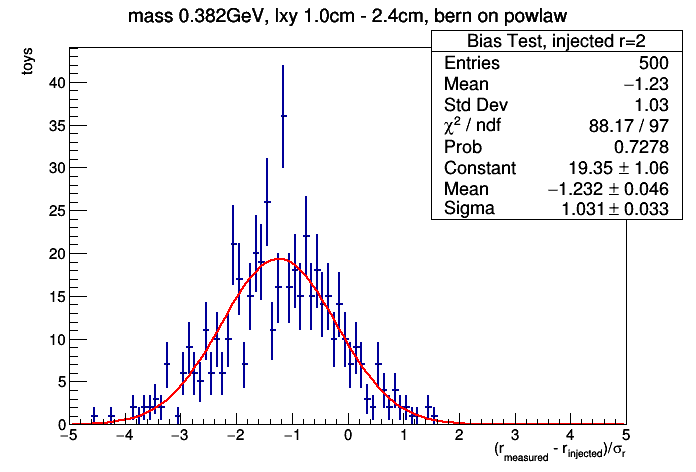 mass 0.382GeV, lxy 1.0cm - 2.4cm, bern on powlaw
toys
Bias Test, injected r=2
Entries 500
Mean −1.23
Std Dev 1.03
χ² / ndf 88.17 / 97
Prob 0.7278
Constant 19.35 ± 1.06
Mean −1.232 ± 0.046
Sigma 1.031 ± 0.033
40
35
30
25
20
15
10
5
0
−5 −4 −3 −2 −1 0 1 2 3 4 5
(r_measured - r_injected)/σ_r